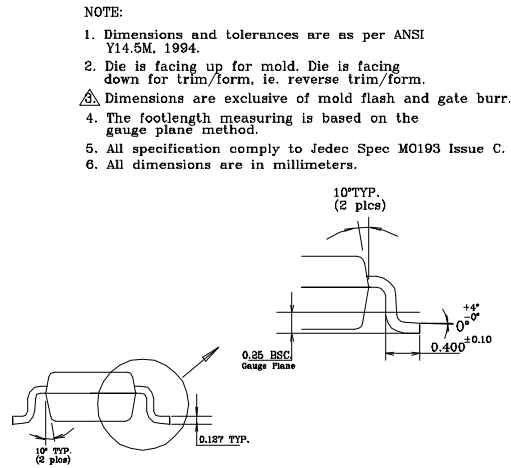 NOTE:
1. Dimensions and tolerances are as per ANSI
Y14.5M, 1994.
2. Die is facing up for mold. Die is facing
down for trim/form, ie. reverse trim/form.
3. Dimensions are exclusive of mold flash and gate burr.
4. The footlength measuring is based on the
gauge plane method.
5. All specification comply to Jedec Spec M0193 Issue C.
6. All dimensions are in millimeters.
10°TYP.
(2 plcs)
+4°
0° -0°
0.400 ±0.10
0.25 BSC.
Gauge Plane
0.127 TYP.
10° TYP.
(2 plcs)